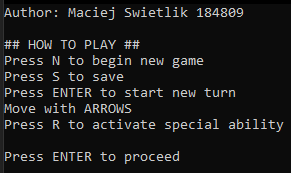 Author: Maciej Swietlik 184809
## HOW TO PLAY ##
Press N to begin new game
Press S to save
Press ENTER to start new turn
Move with ARROWS
Press R to activate special ability
Press ENTER to proceed